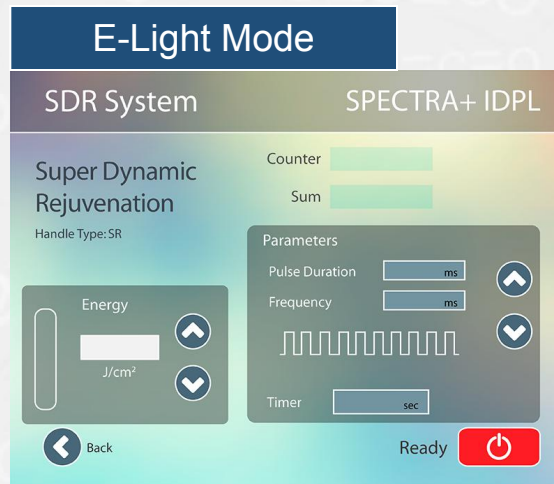 E-Light Mode
SDR System
SPECTRA+ IDPL
Super Dynamic
Rejuvenation
Handle Type: SR
Counter
Sum
Parameters
Pulse Duration ms
Frequency ms
Timer sec
Energy
J/cm²
Back
Ready